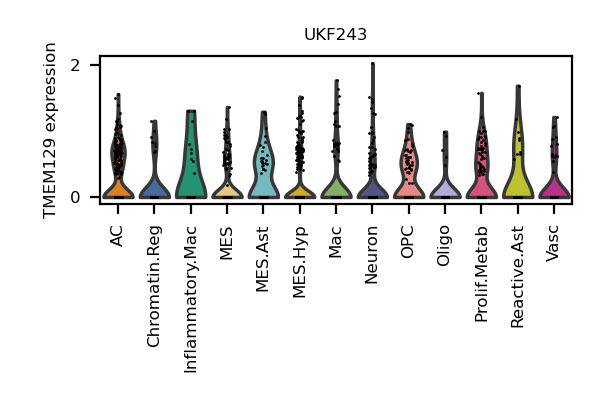 UKF243
TMEM129 expression
2
0
AC
Chromatin.Reg
Inflammatory.Mac
MES
MES.Ast
MES.Hyp
Mac
Neuron
OPC
Oligo
Prolif.Metab
Reactive.Ast
Vasc